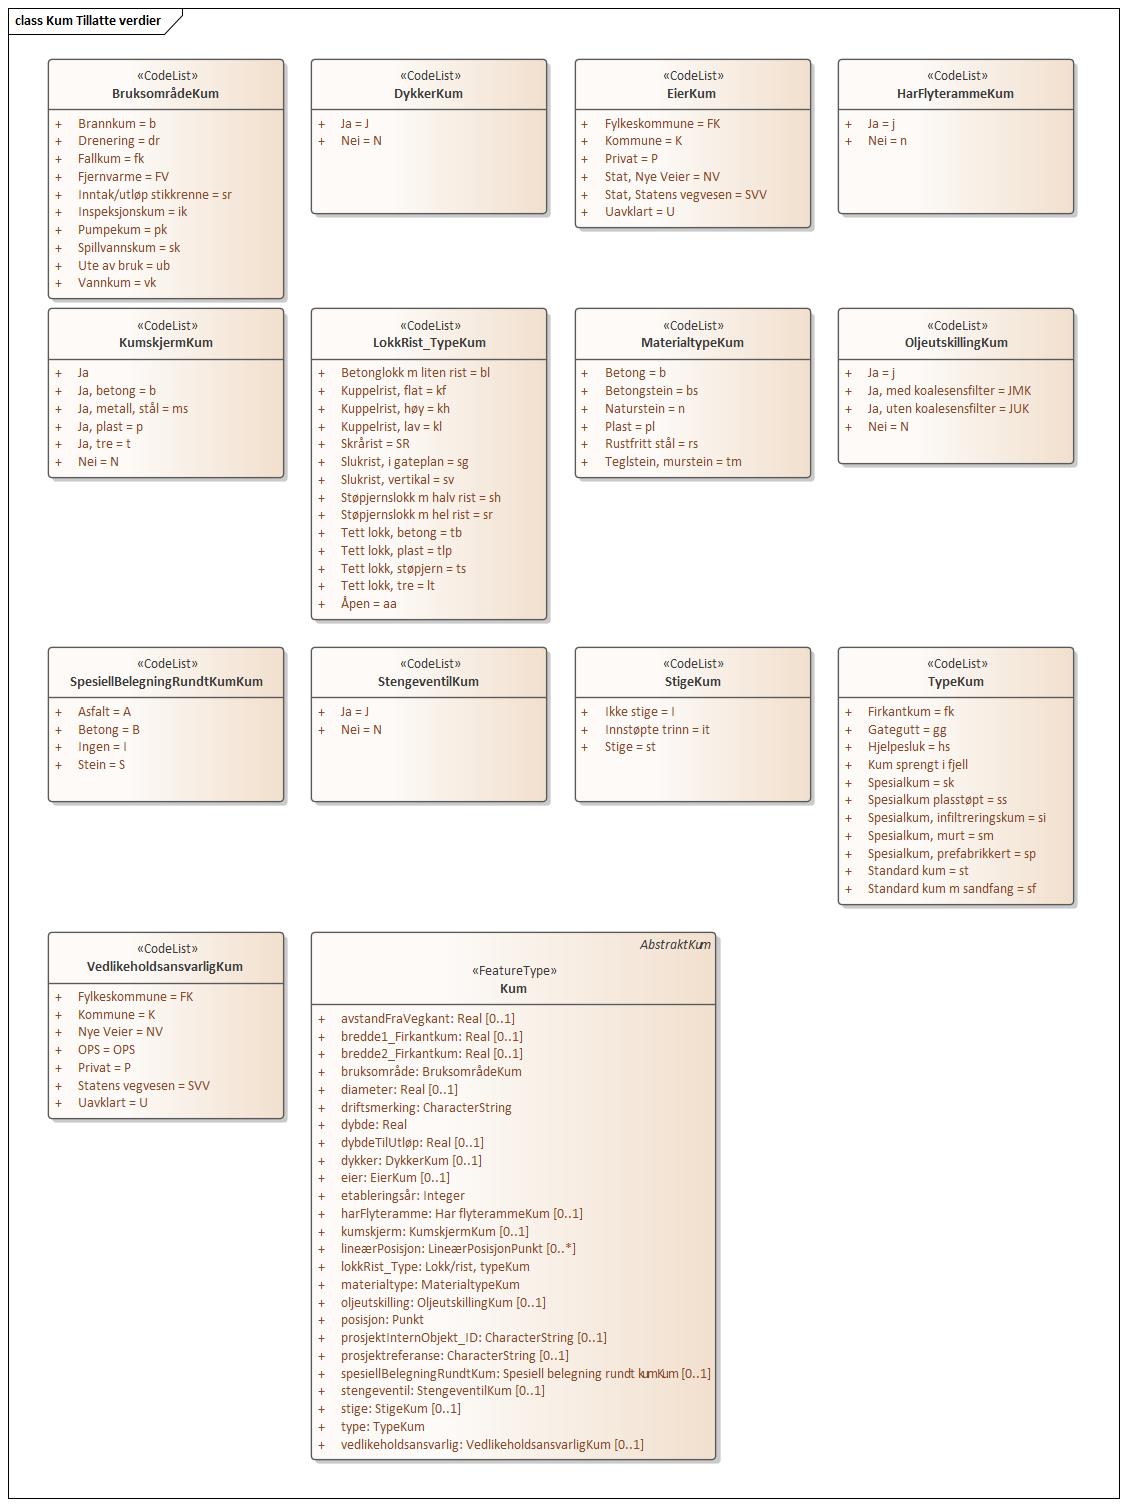 class Kum Tillatte verdier
«CodeList»
BruksområdeKum
+ Brannkum = b
+ Drenering = dr
+ Fallkum = fk
+ Fjernvarme = FV
+ Inntak/utløp stikkrenne = sr
+ Inspeksjonskum = ik
+ Pumpekum = pk
+ Spillvannskum = sk
+ Ute av bruk = ub
+ Vannkum = vk
«CodeList»
DykkerKum
+ Ja = J
+ Nei = N
«CodeList»
EierKum
+ Fylkeskommune = FK
+ Kommune = K
+ Privat = P
+ Stat, Nye Veier = NV
+ Stat, Statens vegvesen = SVV
+ Uavklart = U
«CodeList»
HarFlyterammeKum
+ Ja = j
+ Nei = n
«CodeList»
KumskjermKum
+ Ja
+ Ja, betong = b
+ Ja, metall, stål = ms
+ Ja, plast = p
+ Ja, tre = t
+ Nei = N
«CodeList»
LokkRist_TypeKum
+ Betonglokk m liten rist = bl
+ Kuppelrist, flat = kf
+ Kuppelrist, høy = kh
+ Kuppelrist, lav = kl
+ Skrårist = SR
+ Slukrist, i gateplan = sg
+ Slukrist, vertikal = sv
+ Støpjernslokk m halv rist = sh
+ Støpjernslokk m hel rist = sr
+ Tett lokk, betong = tb
+ Tett lokk, plast = tlp
+ Tett lokk, støpjern = ts
+ Tett lokk, tre = lt
+ Åpen = aa
«CodeList»
MaterialtypeKum
+ Betong = b
+ Betongstein = bs
+ Naturstein = n
+ Plast = pl
+ Rustfritt stål = rs
+ Teglstein, murstein = tm
«CodeList»
OljeutskillingKum
+ Ja = j
+ Ja, med koalesensfilter = JMK
+ Ja, uten koalesensfilter = JUK
+ Nei = N
«CodeList»
SpesiellBelegningRundtKumKum
+ Asfalt = A
+ Betong = B
+ Ingen = I
+ Stein = S
«CodeList»
StengeventilKum
+ Ja = J
+ Nei = N
«CodeList»
StigeKum
+ Ikke stige = I
+ Innstøpte trinn = it
+ Stige = st
«CodeList»
TypeKum
+ Firkantkum = fk
+ Gategutt = gg
+ Hjelpesluk = hs
+ Kum sprengt i fjell
+ Spesialkum = sk
+ Spesialkum plasstøpt = ss
+ Spesialkum, infiltreringskum = si
+ Spesialkum, murt = sm
+ Spesialkum, prefabrikkert = sp
+ Standard kum = st
+ Standard kum m sandfang = sf
«CodeList»
VedlikeholdsansvarligKum
+ Fylkeskommune = FK
+ Kommune = K
+ Nye Veier = NV
+ OPS = OPS
+ Privat = P
+ Statens vegvesen = SVV
+ Uavklart = U
AbstraktKum
«FeatureType»
Kum
+ avstandFraVegkant: Real [0..1]
+ bredde1_Firkantkum: Real [0..1]
+ bredde2_Firkantkum: Real [0..1]
+ bruksområde: BruksområdeKum
+ diameter: Real [0..1]
+ driftsmerking: CharacterString
+ dybde: Real
+ dybdeTilUtløp: Real [0..1]
+ dykker: DykkerKum [0..1]
+ eier: EierKum [0..1]
+ etableringsår: Integer
+ harFlyteramme: Har flyterammeKum [0..1]
+ kumskjerm: KumskjermKum [0..1]
+ lineærPosisjon: LineærPosisjonPunkt [0..*]
+ lokkRist_Type: Lokk/rist, typeKum
+ materialtype: MaterialtypeKum
+ oljeutskilling: OljeutskillingKum [0..1]
+ posisjon: Punkt
+ prosjektInternObjekt_ID: CharacterString [0..1]
+ prosjektreferanse: CharacterString [0..1]
+ spesiellBelegningRundtKum: Spesiell belegning rundt kumKum [0..1]
+ stengeventil: StengeventilKum [0..1]
+ stige: StigeKum [0..1]
+ type: TypeKum
+ vedlikeholdsansvarlig: VedlikeholdsansvarligKum [0..1]